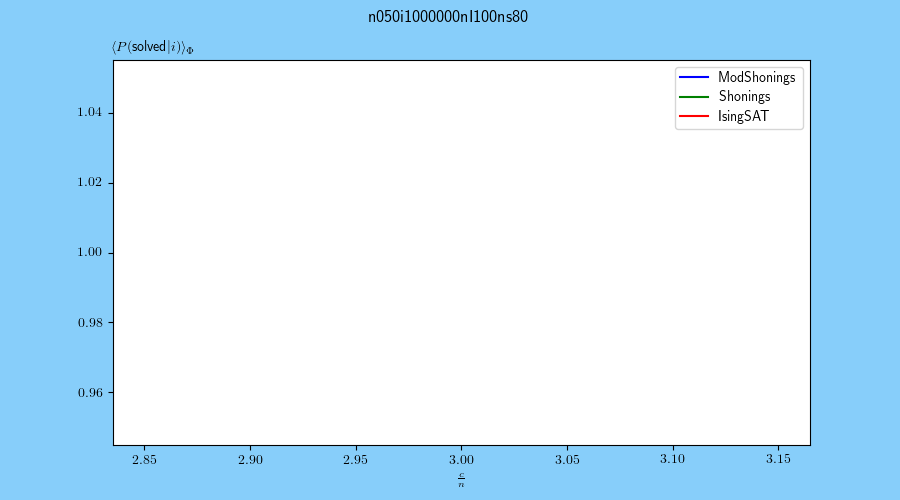 n050i1000000nI100ns80
⟨P(solved|i)⟩Φ
ModShonings
Shonings
IsingSAT
1.04
1.02
1.00
0.98
0.96
2.85 2.90 2.95 3.00 3.05 3.10 3.15
c/n